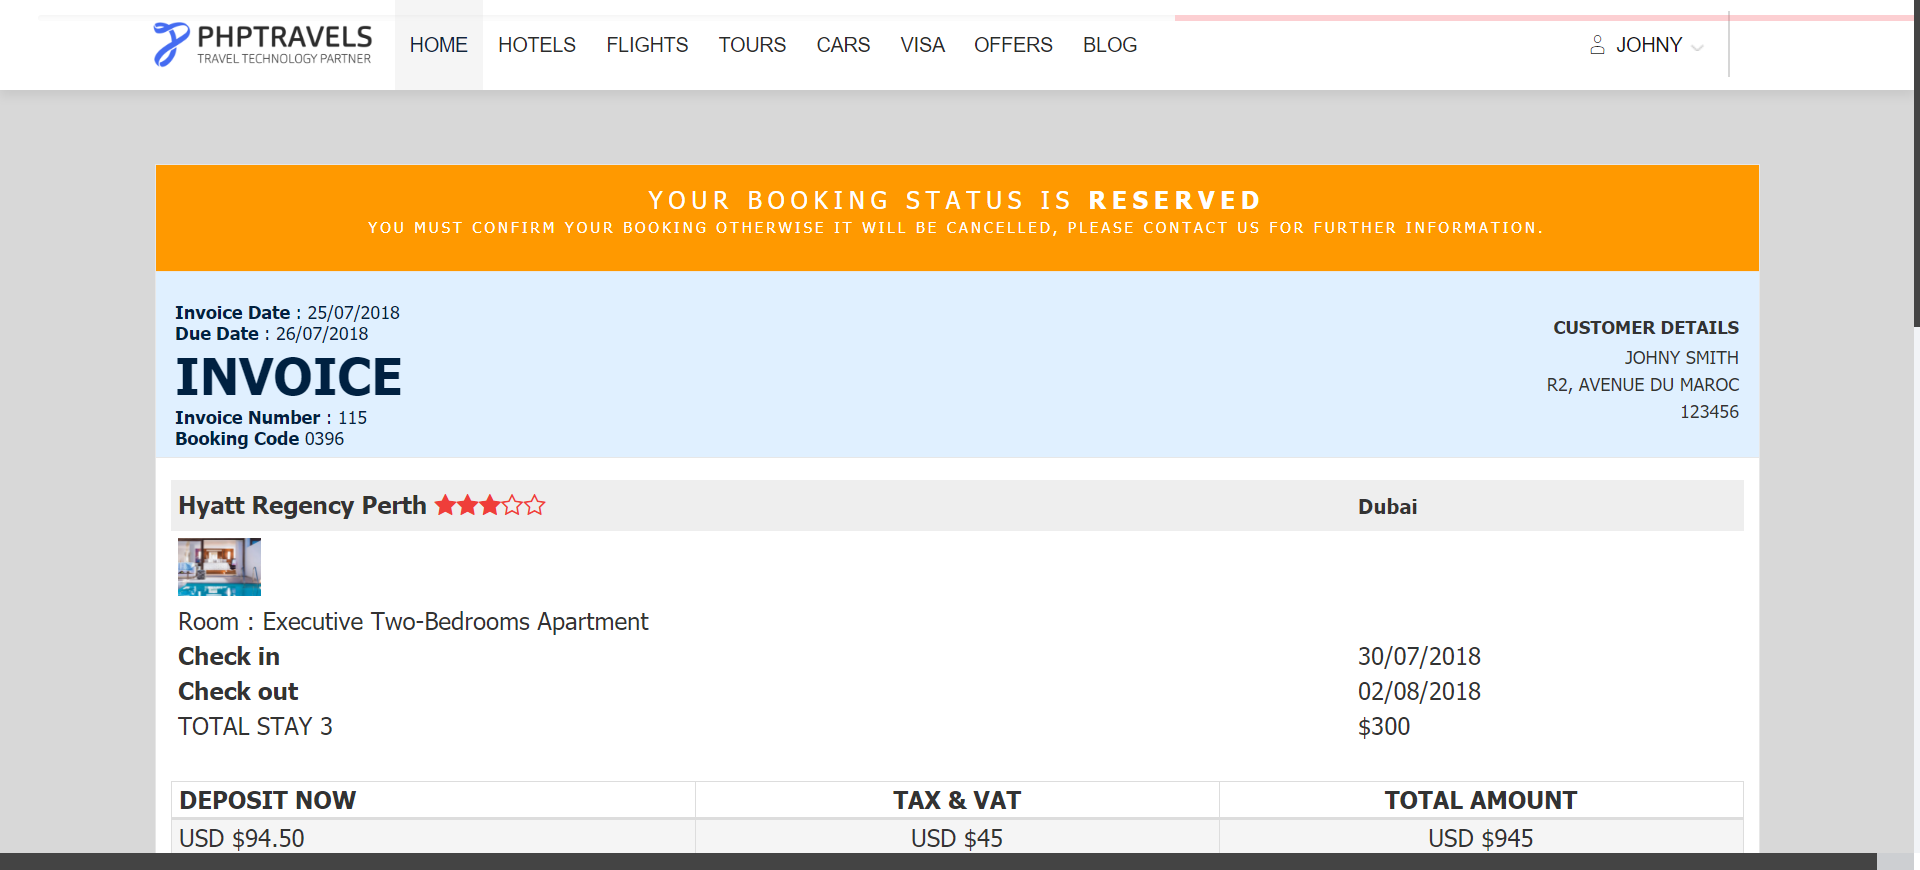 PHPTRAVELS
TRAVEL TECHNOLOGY PARTNER
HOME HOTELS FLIGHTS TOURS CARS VISA OFFERS BLOG JOHNY
YOUR BOOKING STATUS IS RESERVED
YOU MUST CONFIRM YOUR BOOKING OTHERWISE IT WILL BE CANCELLED, PLEASE CONTACT US FOR FURTHER INFORMATION.
Invoice Date : 25/07/2018
Due Date : 26/07/2018
INVOICE
Invoice Number : 115
Booking Code 0396
CUSTOMER DETAILS
JOHNY SMITH
R2, AVENUE DU MAROC
123456
Hyatt Regency Perth Dubai
Room : Executive Two-Bedrooms Apartment
Check in 30/07/2018
Check out 02/08/2018
TOTAL STAY 3 $300
DEPOSIT NOW TAX & VAT TOTAL AMOUNT
USD $94.50 USD $45 USD $945